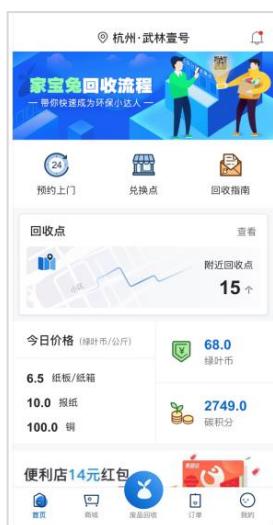 杭州·武林壹号
家宝兔回收流程
帮你快速成为环保小达人
24
预约上门
兑换点
回收指南
回收点
查看
小区
附近回收点
15个
今日价格 (绿叶币/公斤)
6.5 纸板/纸箱
10.0 报纸
100.0 铜
68.0
绿叶币
2749.0
碳积分
便利店14元红包
首页
商城
废品回收
订单
我的